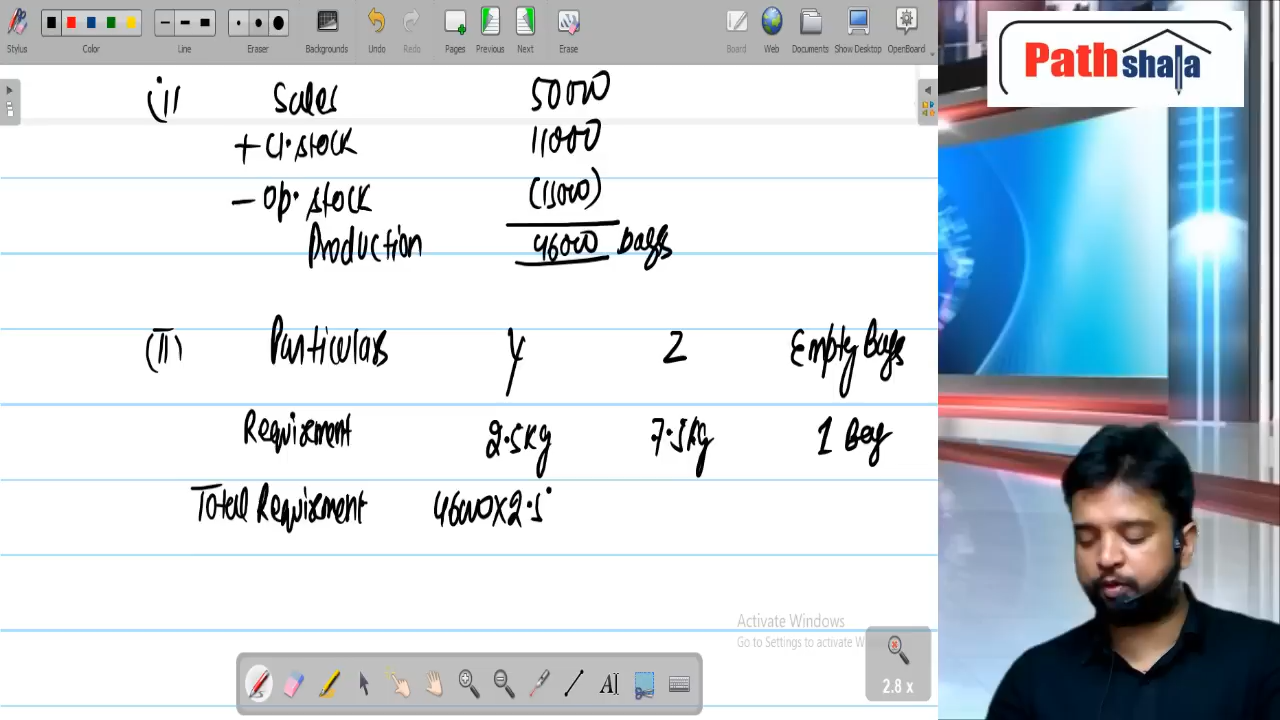 Stylus Color Line Eraser Backgrounds Undo Redo Pages Previous Next Erase Board Web Documents Show Desktop OpenBoard
Path shala
(i) Sales 50000
+ Cl. stock 11000
- Op. stock (15000)
Production 46000 bags
(II) Particulars Y Z Empty Bags
Requirement 2.5kg 7.5kg 1 Bag
Total Requirement 46000x2.5
Activate Windows
Go to Settings to activate W
2.8 x